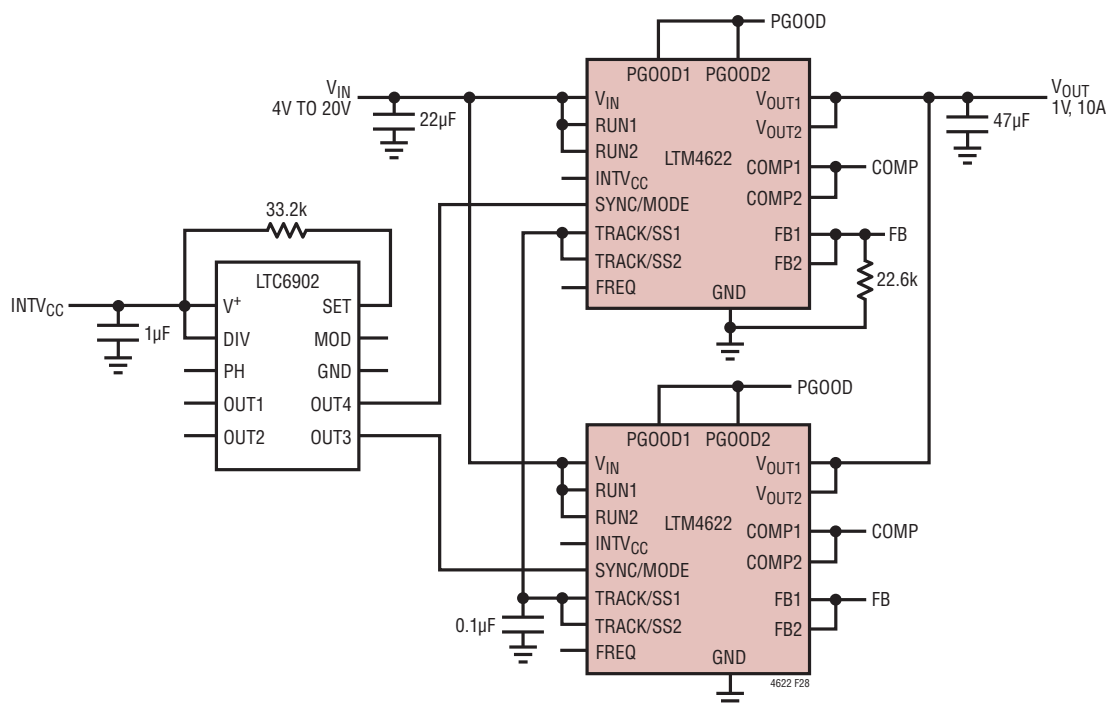 PGOOD
PGOOD1 PGOOD2
V_IN
4V TO 20V
22µF
V_IN
RUN1
RUN2
INTV_CC
SYNC/MODE
TRACK/SS1
TRACK/SS2
FREQ
LTM4622
GND
V_OUT1
V_OUT2
COMP1
COMP2
FB1
FB2
COMP
FB
22.6k
V_OUT
1V, 10A
47µF
33.2k
LTC6902
INTV_CC
1µF
V+
DIV
PH
OUT1
OUT2
SET
MOD
GND
OUT4
OUT3
PGOOD
PGOOD1 PGOOD2
V_IN
RUN1
RUN2
INTV_CC
SYNC/MODE
TRACK/SS1
TRACK/SS2
FREQ
LTM4622
GND
V_OUT1
V_OUT2
COMP1
COMP2
FB1
FB2
COMP
FB
0.1µF
4622 F28